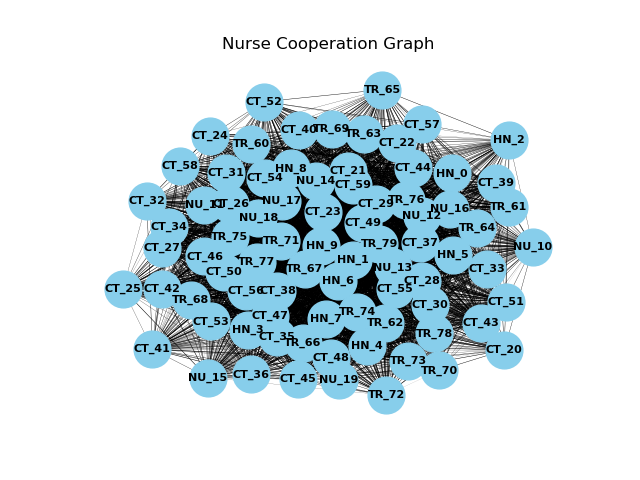 Nurse Cooperation Graph
TR_65
CT_52
CT_57
CT_40
TR_69
TR_63
CT_24
HN_2
TR_60
CT_22
CT_58
HN_8
CT_44
CT_21
CT_31
HN_0
CT_54
NU_14
CT_39
CT_59
CT_32
NU_17
TR_76
CT_26
CT_29
TR_61
NU_16
CT_23
NU_12
NU_18
CT_49
CT_34
TR_64
TR_75
TR_71
TR_79
CT_37
HN_9
NU_10
CT_27
HN_5
CT_46
HN_1
TR_77
TR_67
NU_13
CT_33
CT_50
HN_6
CT_28
CT_25
CT_42
CT_56
CT_38
CT_55
TR_68
CT_51
CT_30
TR_74
CT_47
HN_7
CT_53
TR_62
CT_43
HN_3
TR_78
CT_35
TR_66
HN_4
CT_41
CT_20
CT_48
TR_73
TR_70
CT_36
NU_15
CT_45
NU_19
TR_72